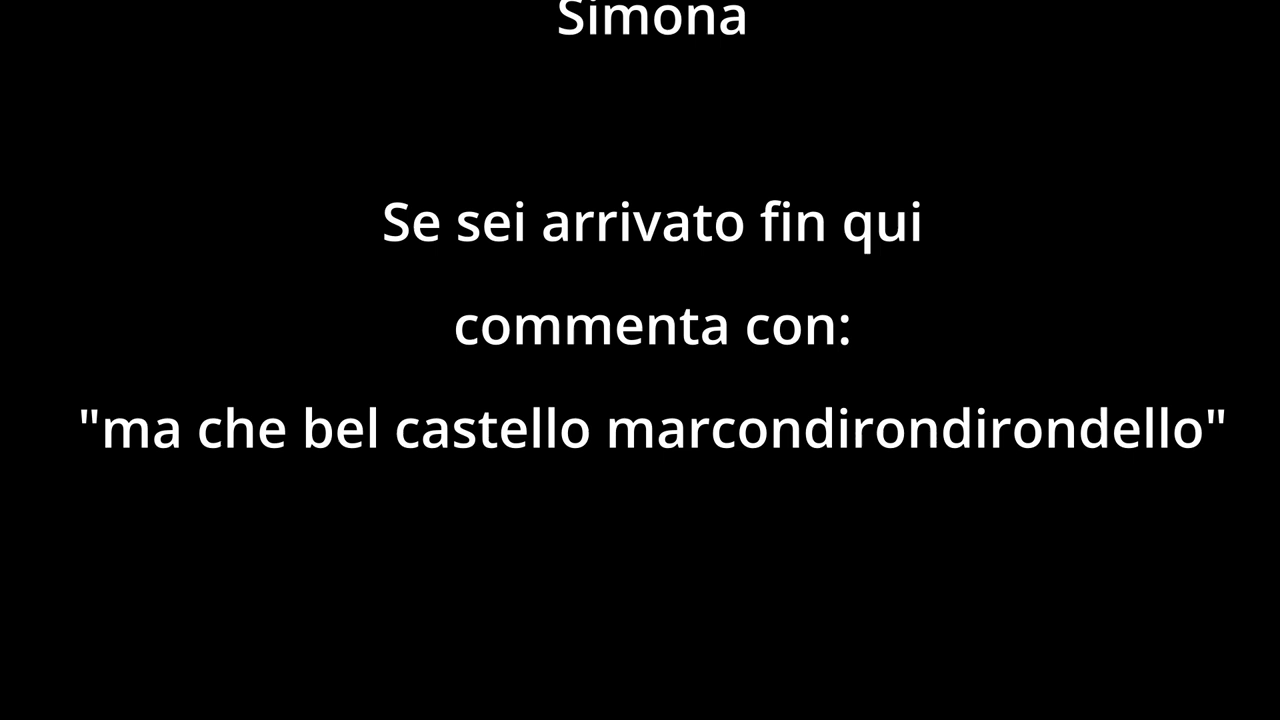 Simona
Se sei arrivato fin qui
commenta con:
"ma che bel castello marcondirondirondello"